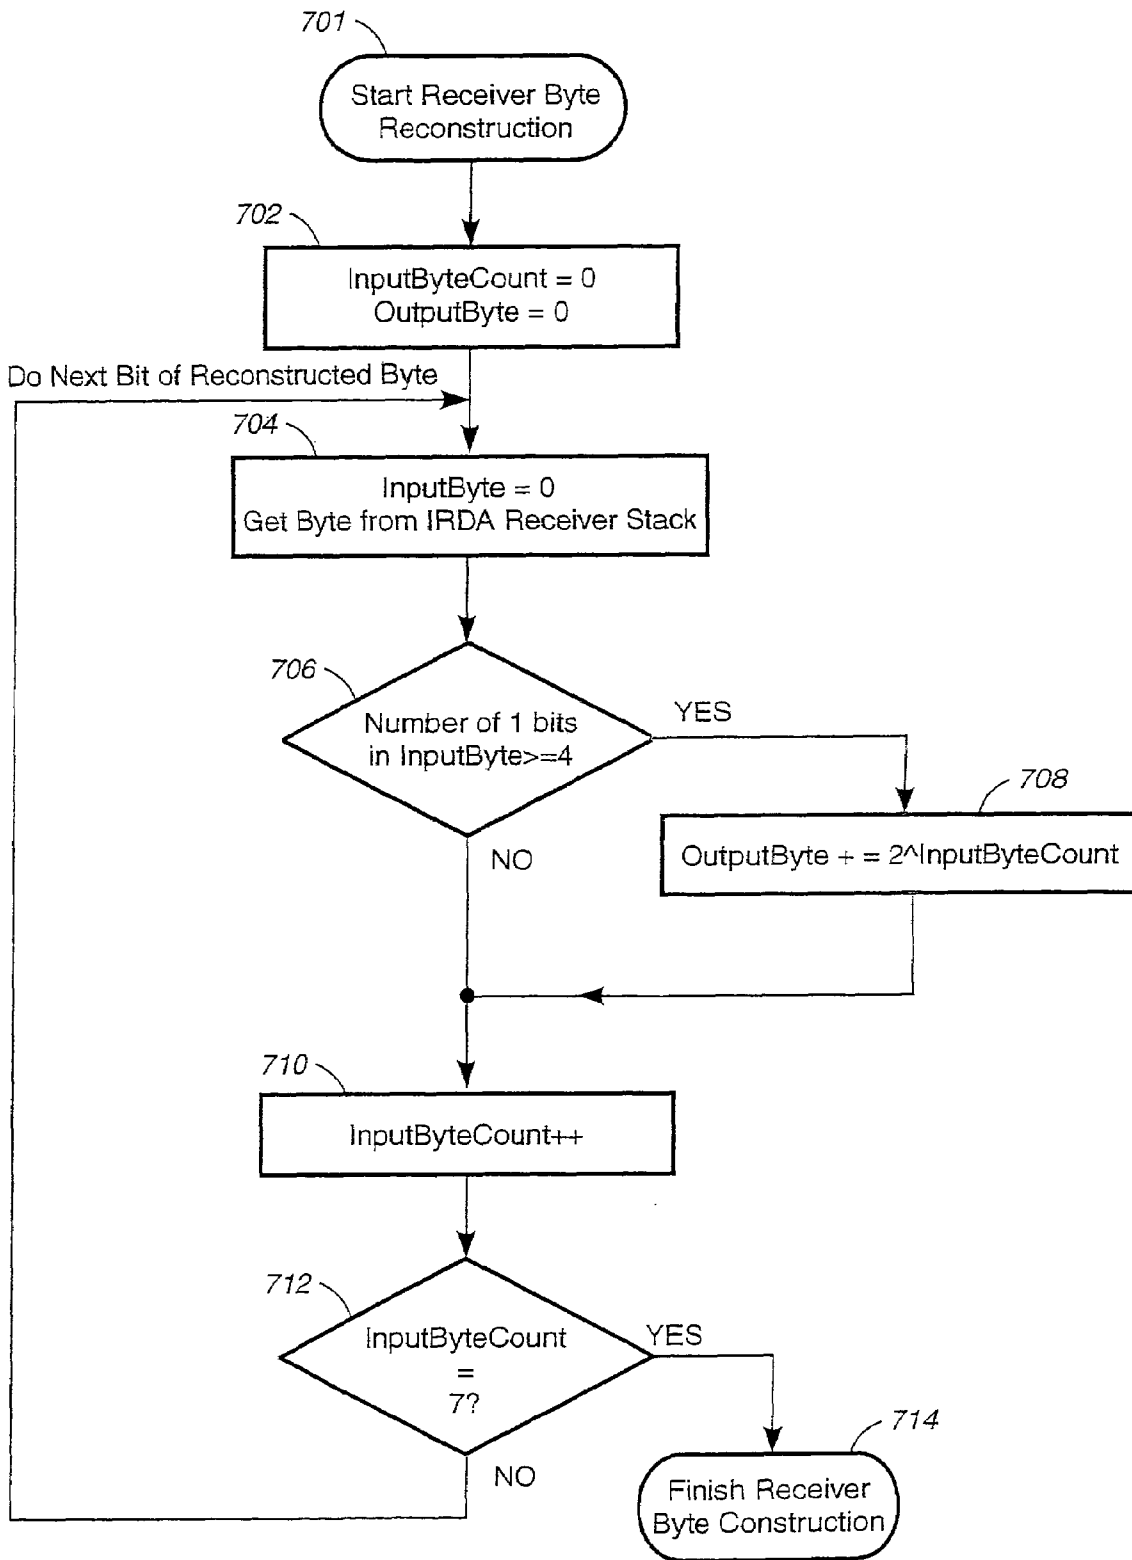 701
Start Receiver Byte
Reconstruction
702
InputByteCount = 0
OutputByte = 0
Do Next Bit of Reconstructed Byte
704
InputByte = 0
Get Byte from IRDA Receiver Stack
706
Number of 1 bits
in InputByte>=4
YES
708
OutputByte + = 2^InputByteCount
NO
710
InputByteCount++
712
InputByteCount
=
7?
YES
714
NO
Finish Receiver
Byte Construction